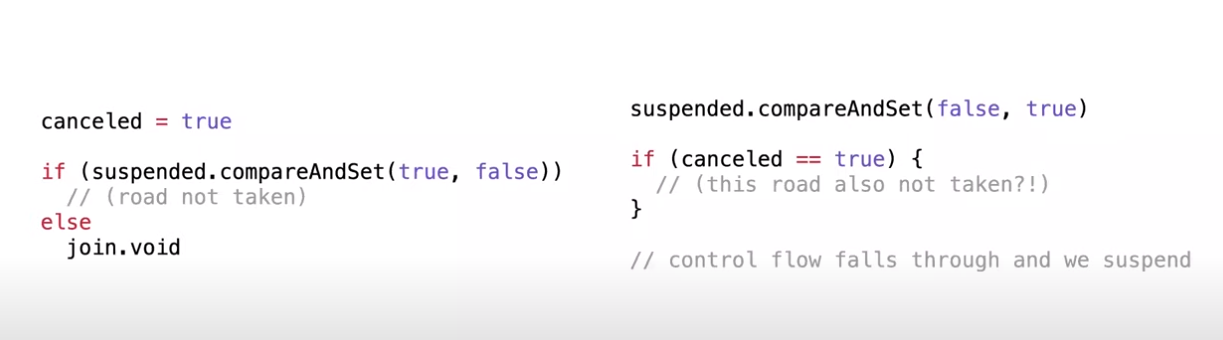 canceled = true
if (suspended.compareAndSet(true, false))
// (road not taken)
else
join.void
suspended.compareAndSet(false, true)
if (canceled == true) {
// (this road also not taken?!)
}
// control flow falls through and we suspend